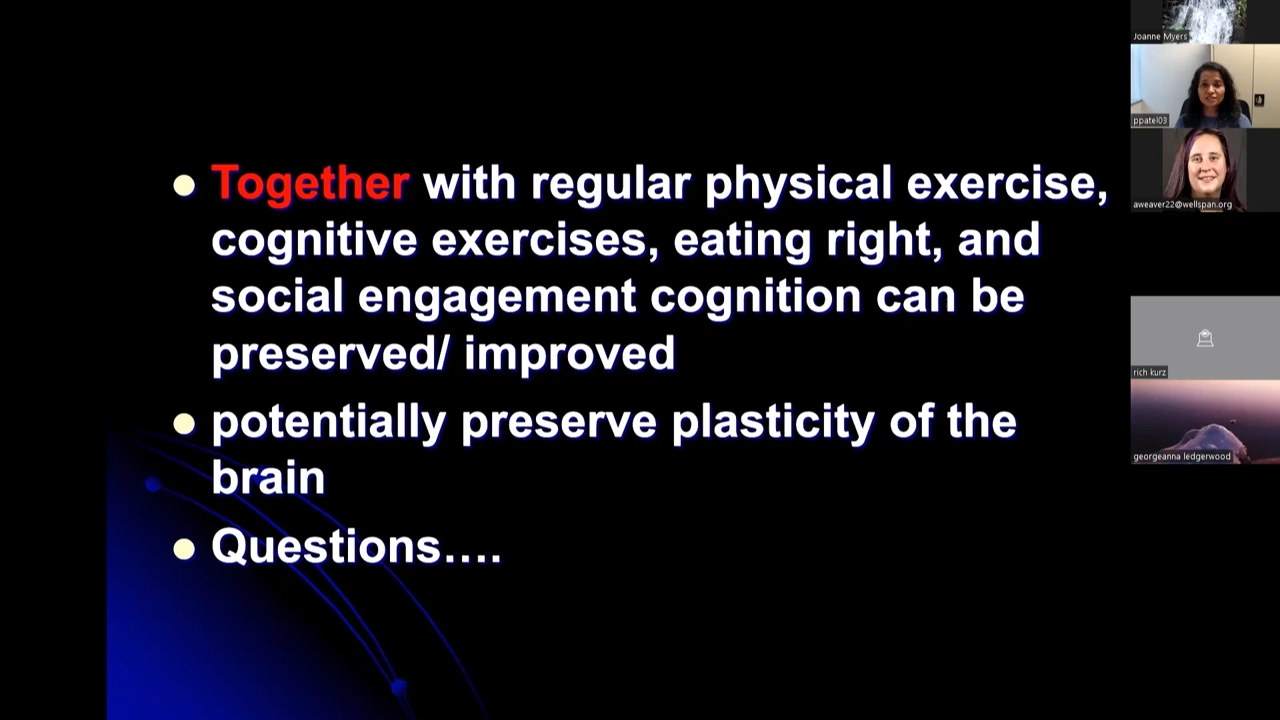 Together with regular physical exercise,
cognitive exercises, eating right, and
social engagement cognition can be
preserved/ improved
potentially preserve plasticity of the
brain
Questions....
Joanne Myers
ppatel03
aweaver22@wellspan.org
rich kurz
georgeanna ledgerwood